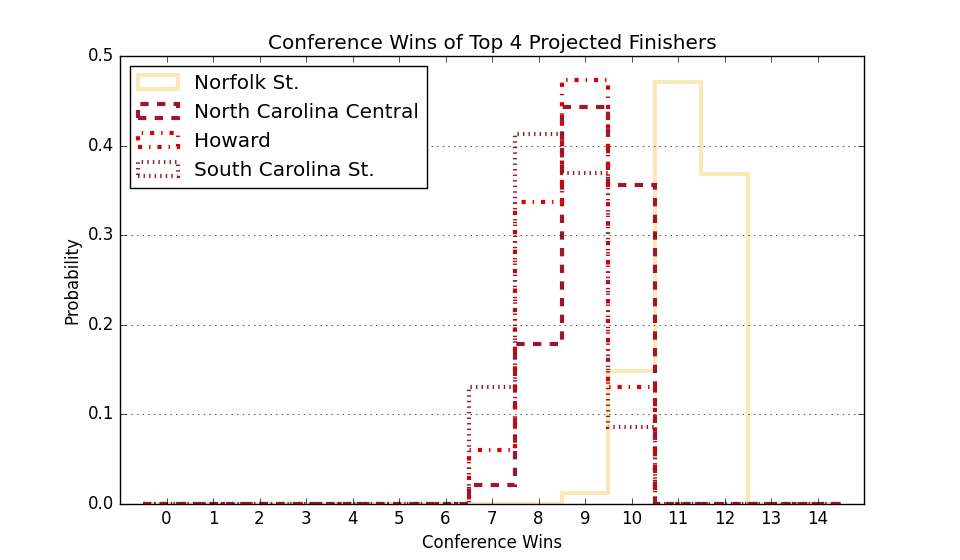 Conference Wins of Top 4 Projected Finishers
0.5
0.4
0.3
0.2
0.1
0.0
Probability
Norfolk St.
North Carolina Central
Howard
South Carolina St.
0 1 2 3 4 5 6 7 8 9 10 11 12 13 14
Conference Wins